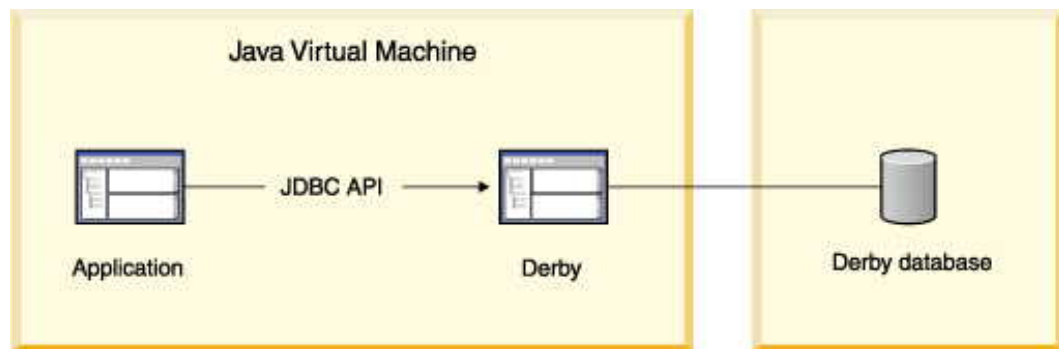 Java Virtual Machine
JDBC API
Application
Derby
Derby database